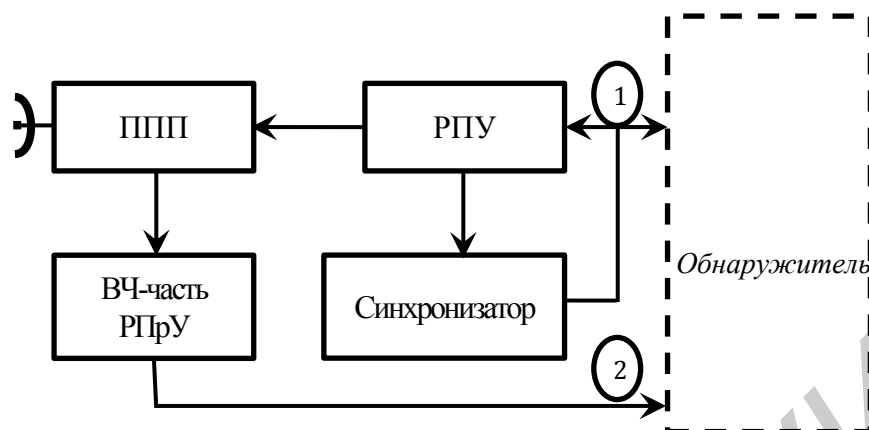 1
ППП
РПУ
Обнаружитель
ВЧ-часть
РПрУ
Синхронизатор
2